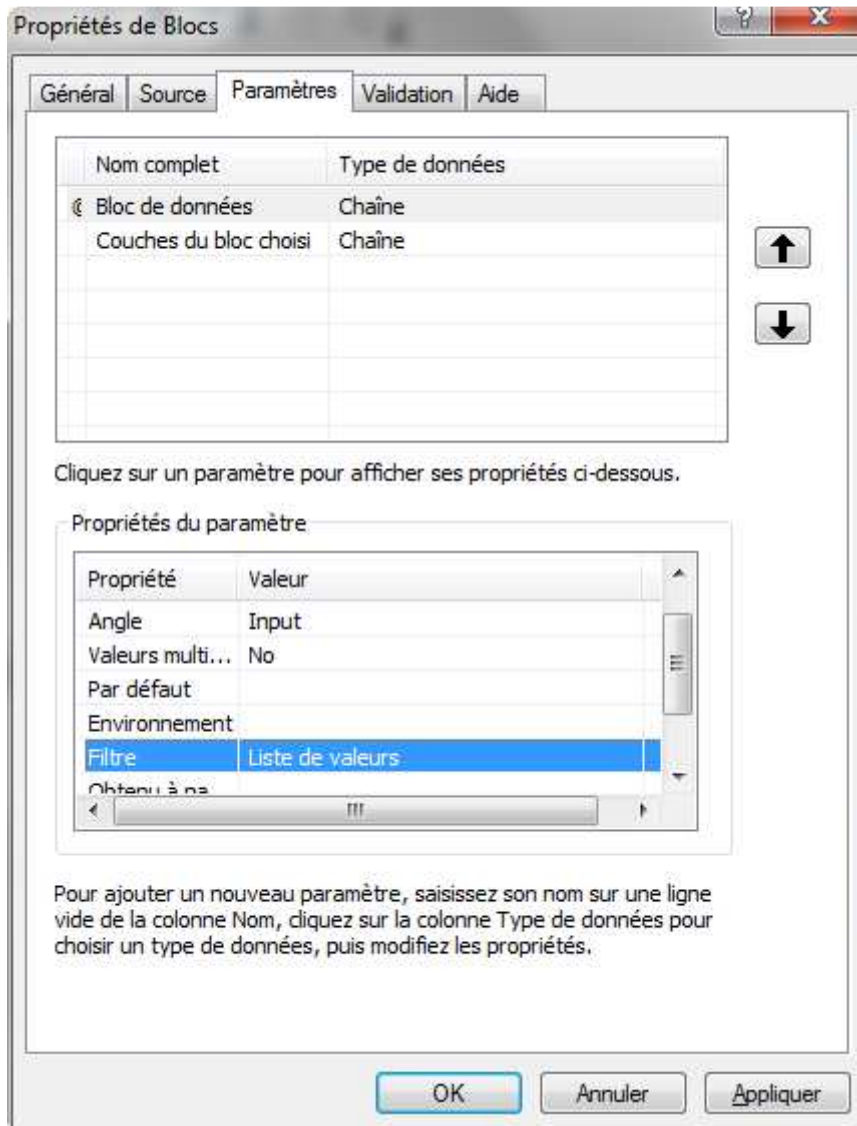 Propriétés de Blocs
?
Général Source Paramètres Validation Aide
Nom complet Type de données
Bloc de données Chaîne
Couches du bloc choisi Chaîne
Cliquez sur un paramètre pour afficher ses propriétés ci-dessous.
Propriétés du paramètre
Propriété Valeur
Angle Input
Valeurs multi... No
Par défaut
Environnement
Filtre Liste de valeurs
Obtenu à pa
Pour ajouter un nouveau paramètre, saisissez son nom sur une ligne
vide de la colonne Nom, cliquez sur la colonne Type de données pour
choisir un type de données, puis modifiez les propriétés.
OK Annuler Appliquer